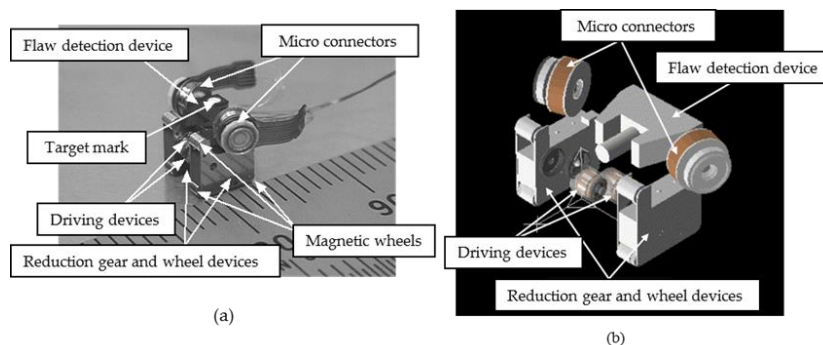 Flaw detection device
Micro connectors
Target mark
Driving devices
Reduction gear and wheel devices
Magnetic wheels
(a)
Micro connectors
Flaw detection device
Driving devices
Reduction gear and wheel devices
(b)